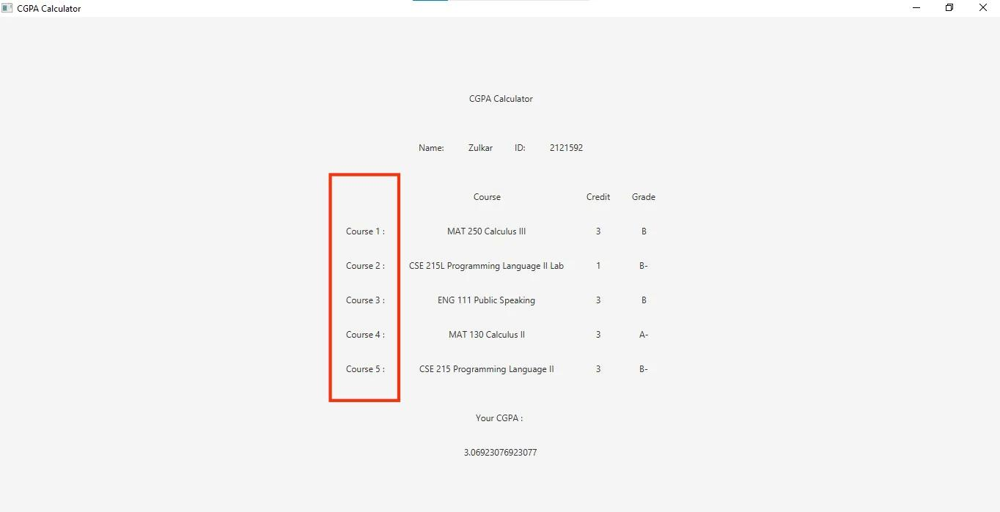 CGPA Calculator
CGPA Calculator
Name: Zulkar ID: 2121592
Course Credit Grade
Course 1 : MAT 250 Calculus III 3 B
Course 2 : CSE 215L Programming Language II Lab 1 B-
Course 3 : ENG 111 Public Speaking 3 B
Course 4 : MAT 130 Calculus II 3 A-
Course 5 : CSE 215 Programming Language II 3 B-
Your CGPA :
3.06923076923077